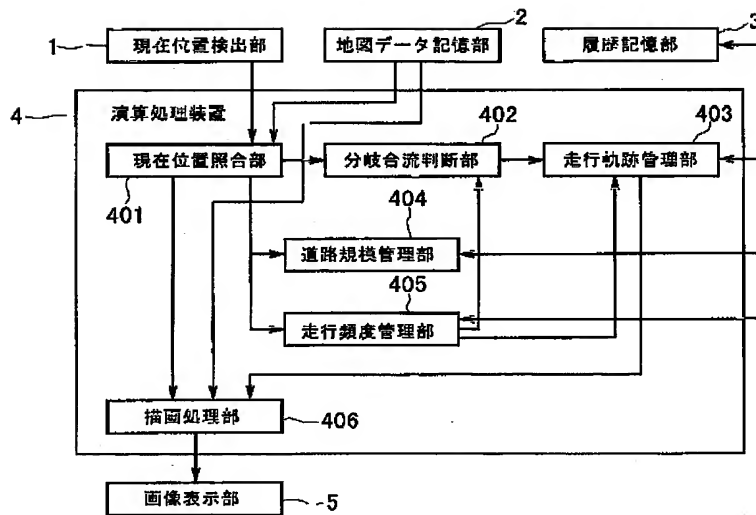 1
現在位置検出部
2
地図データ記憶部
3
履歴記憶部
4
演算処理装置
402
403
現在位置照合部
分岐合流判断部
走行軌跡管理部
401
404
道路規模管理部
405
走行頻度管理部
描画処理部
406
画像表示部
5